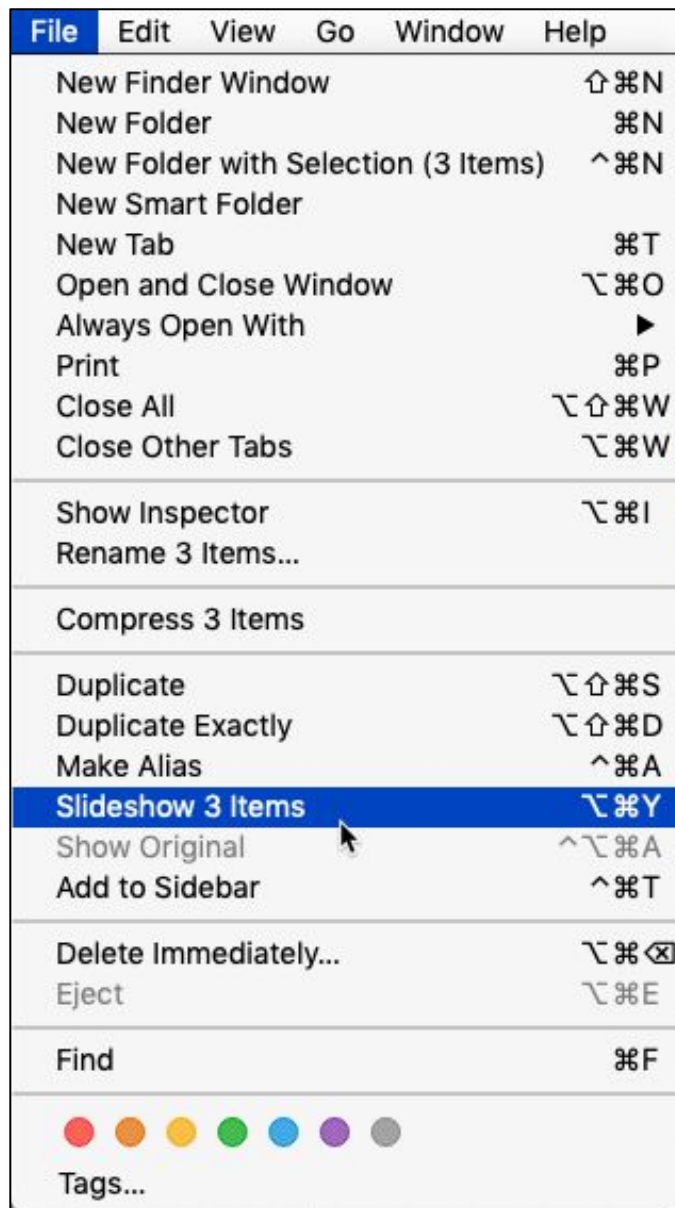 File Edit View Go Window Help
New Finder Window ⇧⌘N
New Folder ⌘N
New Folder with Selection (3 Items) ^⌘N
New Smart Folder
New Tab ⌘T
Open and Close Window ⌥⌘O
Always Open With ▶
Print ⌘P
Close All ⌥⇧⌘W
Close Other Tabs ⌥⌘W
Show Inspector ⌥⌘I
Rename 3 Items...
Compress 3 Items
Duplicate ⌥⇧⌘S
Duplicate Exactly ⌥⇧⌘D
Make Alias ^⌘A
Slideshow 3 Items ⌥⌘Y
Show Original ^⌥⌘A
Add to Sidebar ^⌘T
Delete Immediately... ⌥⌘⌫
Eject ⌥⌘E
Find ⌘F
Tags...